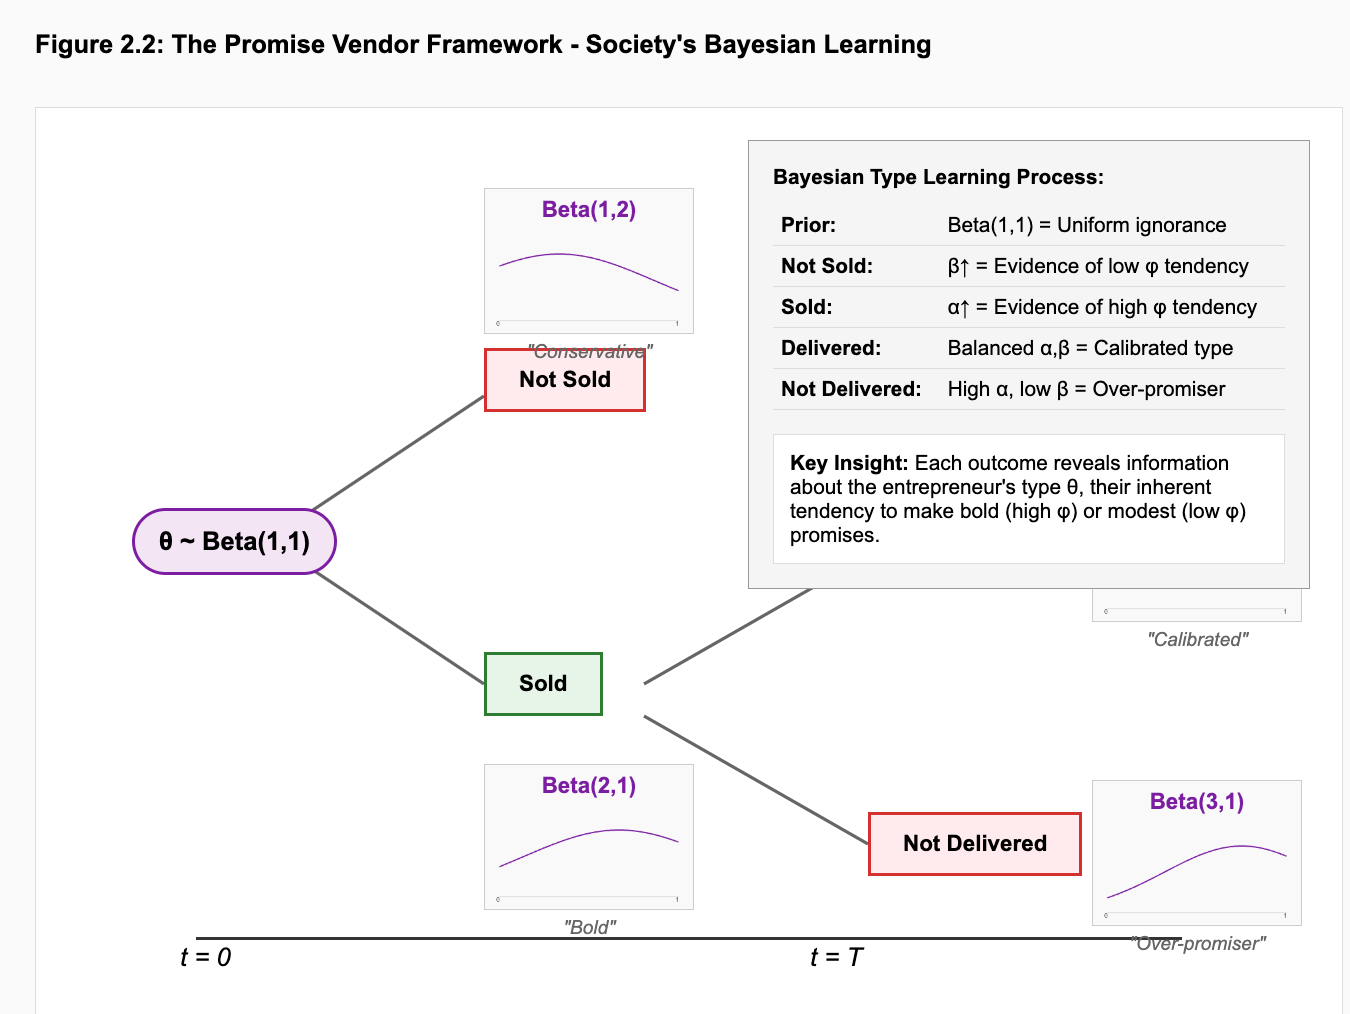 Figure 2.2: The Promise Vendor Framework - Society's Bayesian Learning
Beta(1,2)
0 1
"Conservative"
Not Sold
θ ~ Beta(1,1)
Sold
Beta(2,1)
0 1
"Bold"
Bayesian Type Learning Process:
Prior: Beta(1,1) = Uniform ignorance
Not Sold: β↑ = Evidence of low φ tendency
Sold: α↑ = Evidence of high φ tendency
Delivered: Balanced α,β = Calibrated type
Not Delivered: High α, low β = Over-promiser
Key Insight: Each outcome reveals information
about the entrepreneur's type θ, their inherent
tendency to make bold (high φ) or modest (low φ)
promises.
0 1
"Calibrated"
Not Delivered
Beta(3,1)
0 1
"Over-promiser"
t = 0
t = T